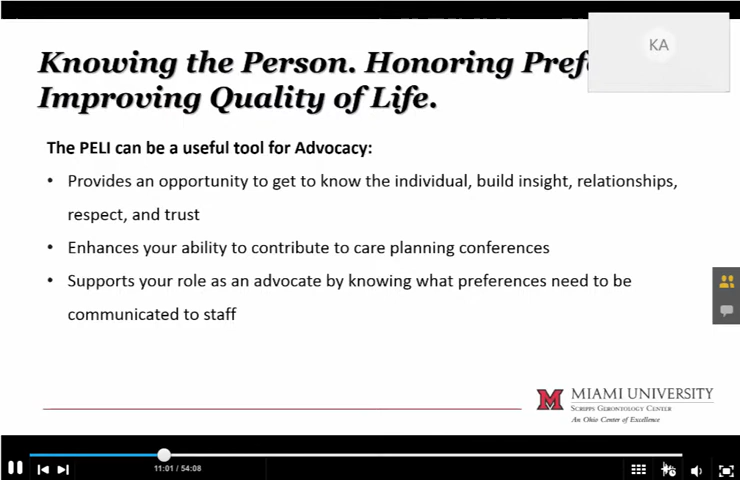 KA
Knowing the Person. Honoring
Improving Quality of Life.
The PELI can be a useful tool for Advocacy:
• Provides an opportunity to get to know the individual, build insight, relationships,
respect, and trust
• Enhances your ability to contribute to care planning conferences
• Supports your role as an advocate by knowing what preferences need to be
communicated to staff
M MIAMI UNIVERSITY
SCRIPPS GERONTOLOGY CENTER
An Ohio Center of Excellence
11:01 / 54:08